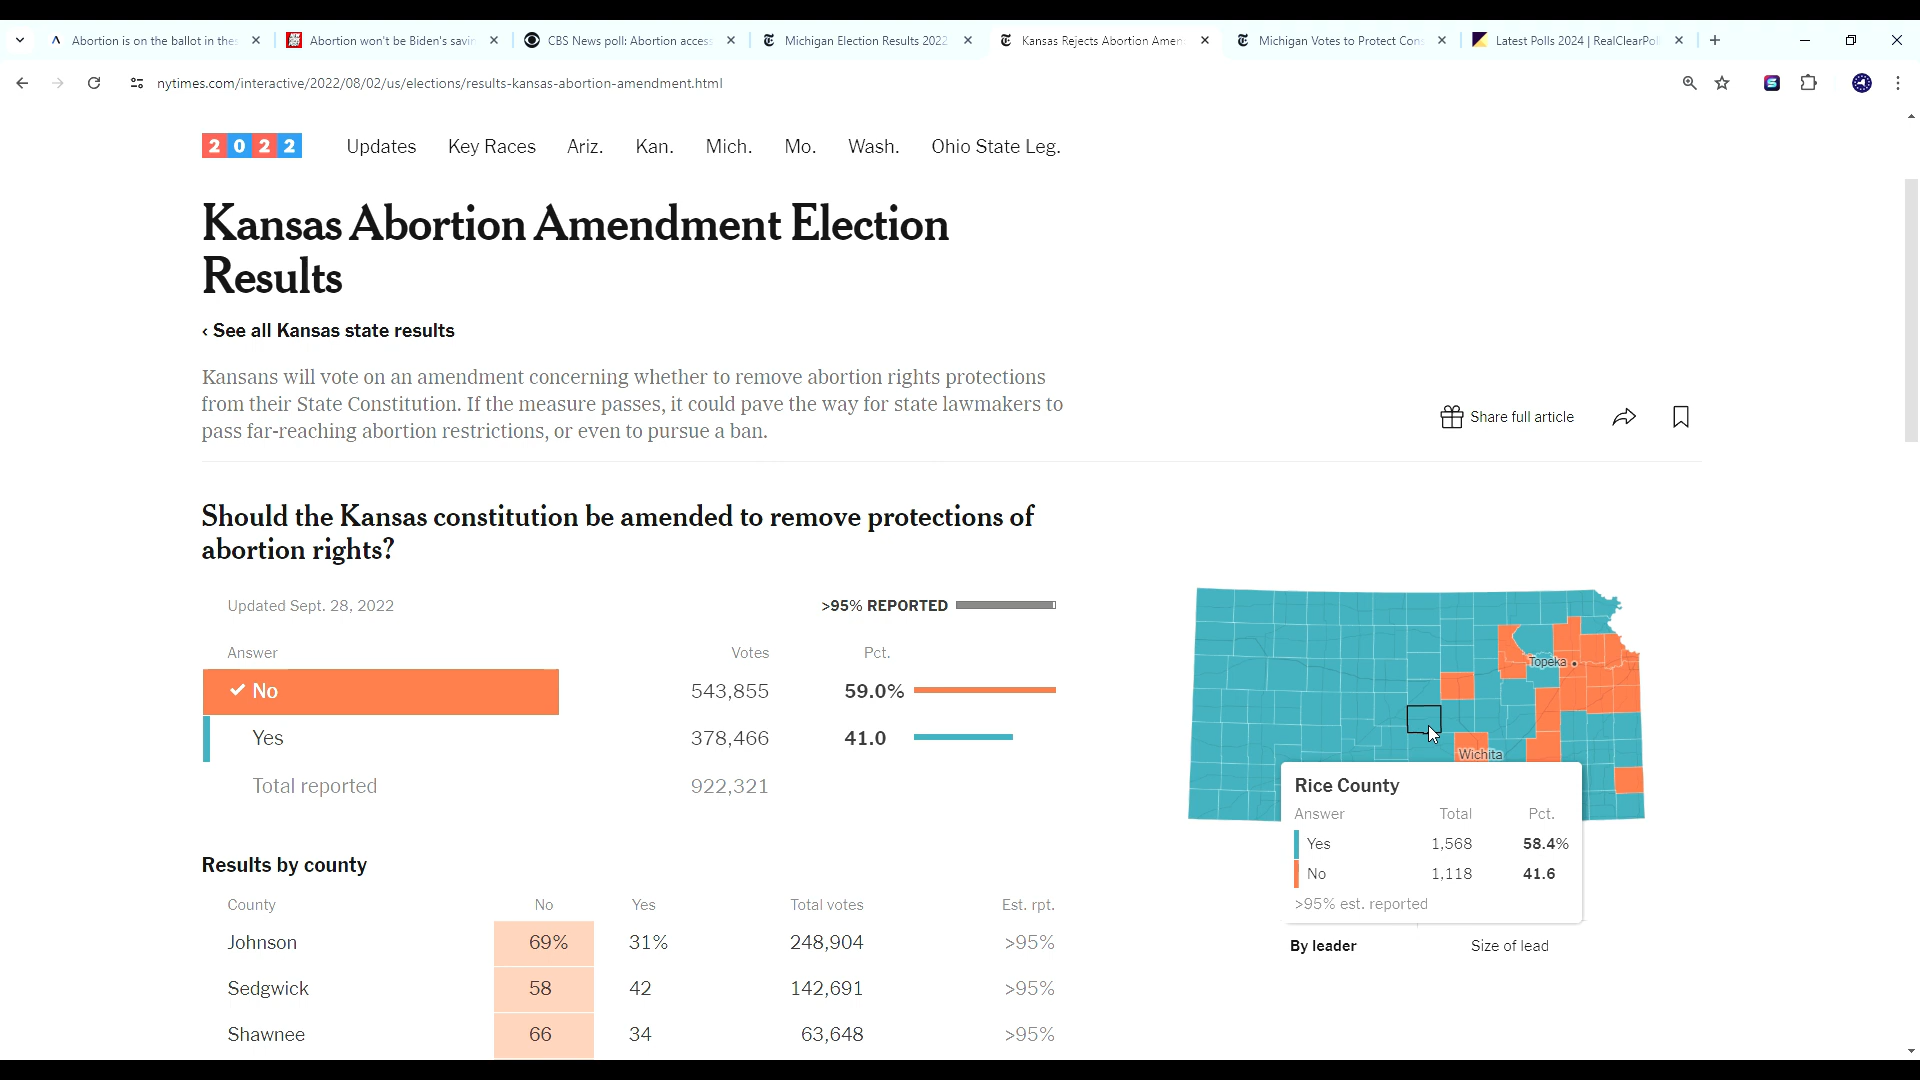 Abortion is on the ballot in thes
Abortion won't be Biden's savin
CBS News poll: Abortion access
Michigan Election Results 2022
Kansas Rejects Abortion Amen
Michigan Votes to Protect Con
Latest Polls 2024 | RealClearPol
nytimes.com/interactive/2022/08/02/us/elections/results-kansas-abortion-amendment.html
2022 Updates Key Races Ariz. Kan. Mich. Mo. Wash. Ohio State Leg.
Kansas Abortion Amendment Election
Results
‹ See all Kansas state results
Kansans will vote on an amendment concerning whether to remove abortion rights protections
from their State Constitution. If the measure passes, it could pave the way for state lawmakers to
pass far-reaching abortion restrictions, or even to pursue a ban.
Share full article
Should the Kansas constitution be amended to remove protections of
abortion rights?
Updated Sept. 28, 2022 >95% REPORTED
Answer Votes Pct.
No 543,855 59.0%
Yes 378,466 41.0
Total reported 922,321
Topeka
Wichita
Rice County
Answer Total Pct.
Yes 1,568 58.4%
No 1,118 41.6
>95% est. reported
By leader Size of lead
Results by county
County No Yes Total votes Est. rpt.
Johnson 69% 31% 248,904 >95%
Sedgwick 58 42 142,691 >95%
Shawnee 66 34 63,648 >95%